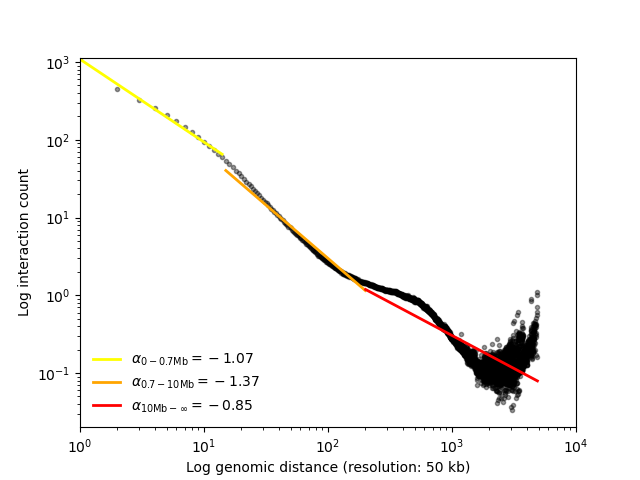 10³
10²
10¹
10⁰
10⁻¹
Log interaction count
α₀₋₀.₇Mb = −1.07
α₀.₇₋₁₀Mb = −1.37
α₁₀Mb₋∞ = −0.85
10⁰ 10¹ 10² 10³ 10⁴
Log genomic distance (resolution: 50 kb)